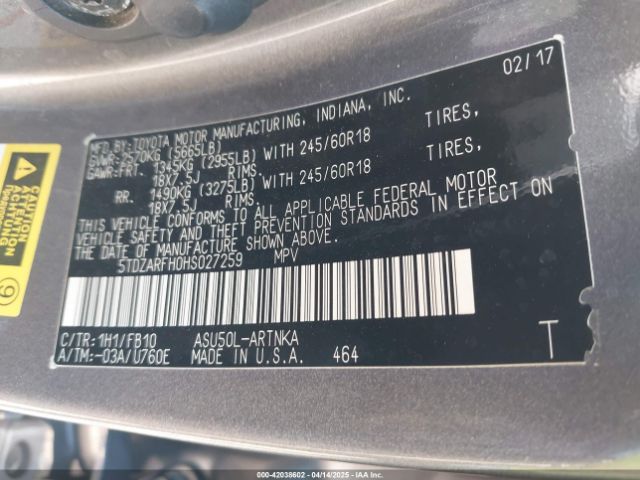 02/17
MFD. BY: TOYOTA MOTOR MANUFACTURING, INDIANA, INC.
GVWR: 2570KG (5665LB)
GAWR: FRT. 1345KG (2955LB) WITH 245/60R18 TIRES,
18X7.5J RIMS,
RR. 1490KG (3275LB) WITH 245/60R18 TIRES,
18X7.5J RIMS.
THIS VEHICLE CONFORMS TO ALL APPLICABLE FEDERAL MOTOR
VEHICLE SAFETY AND THEFT PREVENTION STANDARDS IN EFFECT ON
THE DATE OF MANUFACTURE SHOWN ABOVE.
5TDZARFH0HS027259 MPV
C/TR: 1H1/FB10 ASU50L-ARTNKA
A/TM: -03A/U760E MADE IN U.S.A. 464
T
CAUTION
ATTENTION
ACHTUNG
9
000-42038602 - 04/14/2025 - IAA Inc.